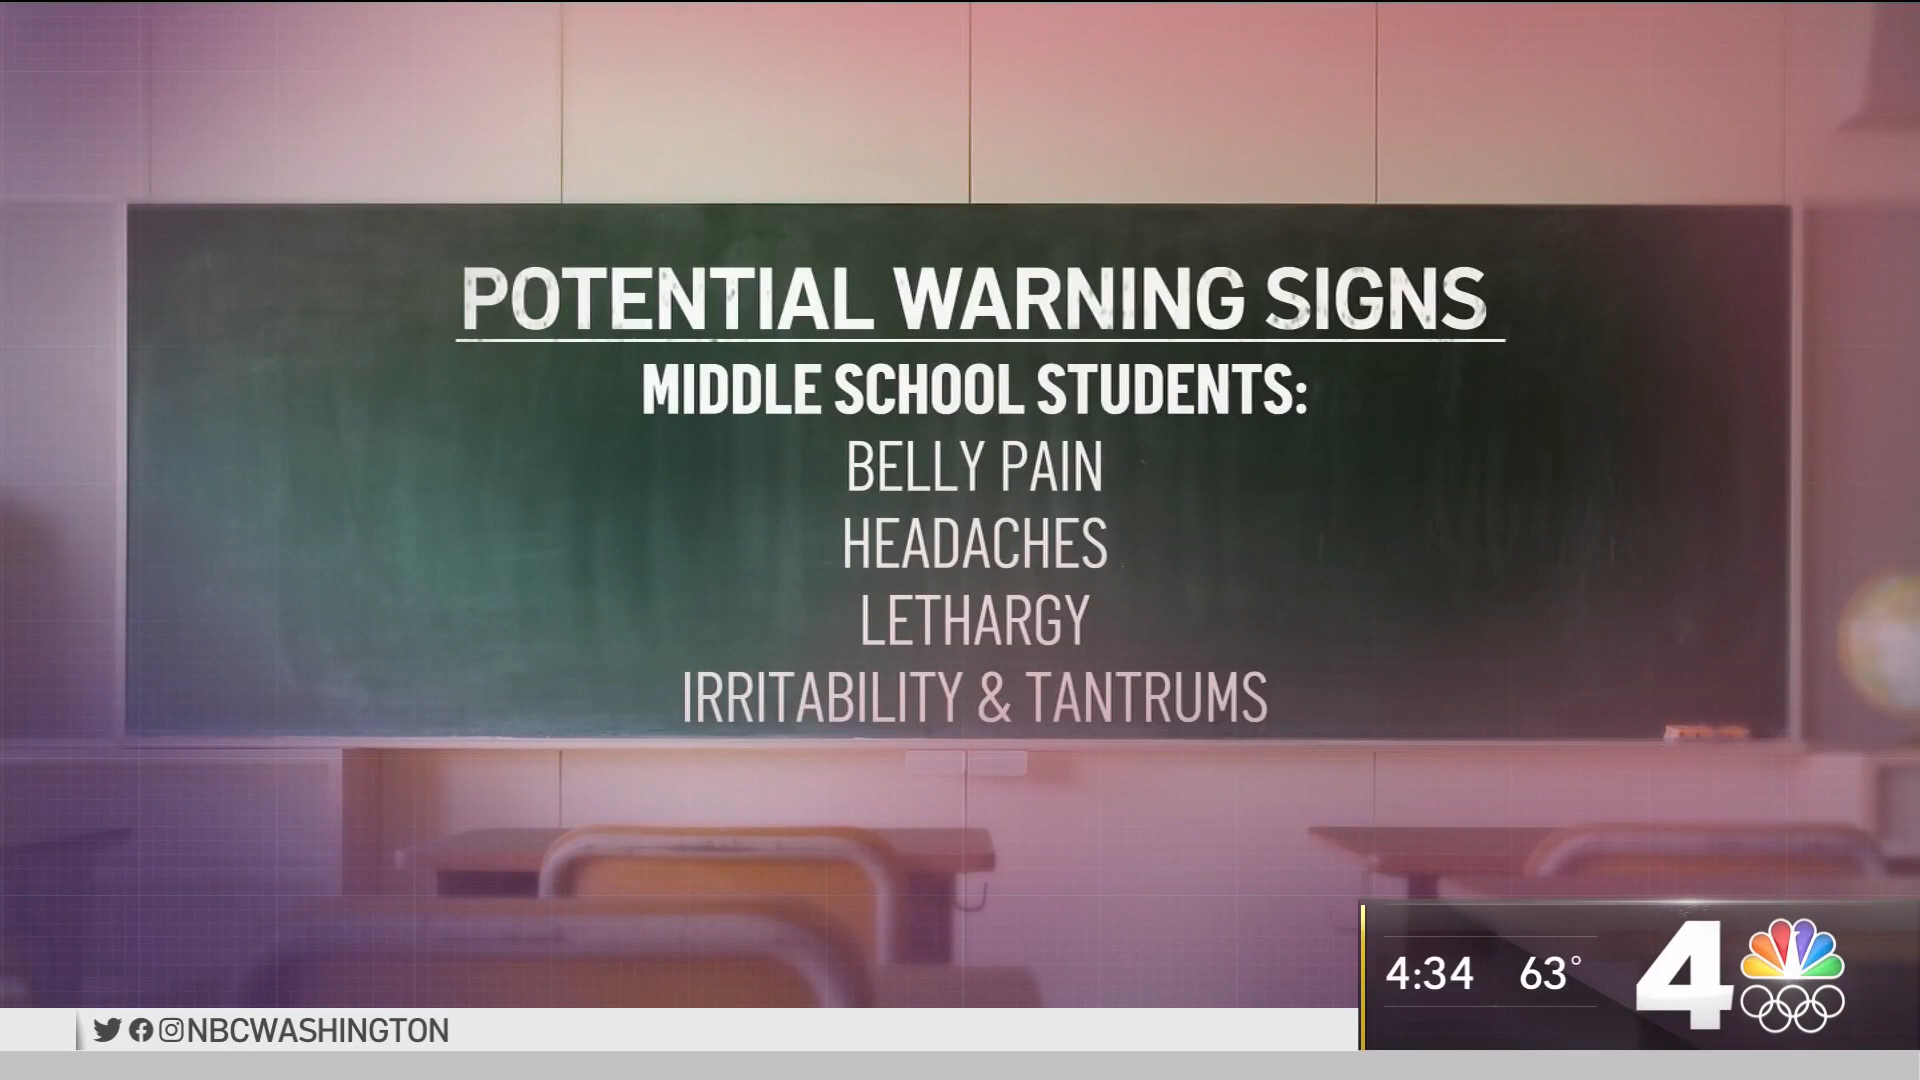 POTENTIAL WARNING SIGNS
MIDDLE SCHOOL STUDENTS:
BELLY PAIN
HEADACHES
LETHARGY
IRRITABILITY & TANTRUMS
4:34 63°
4
NBCWASHINGTON